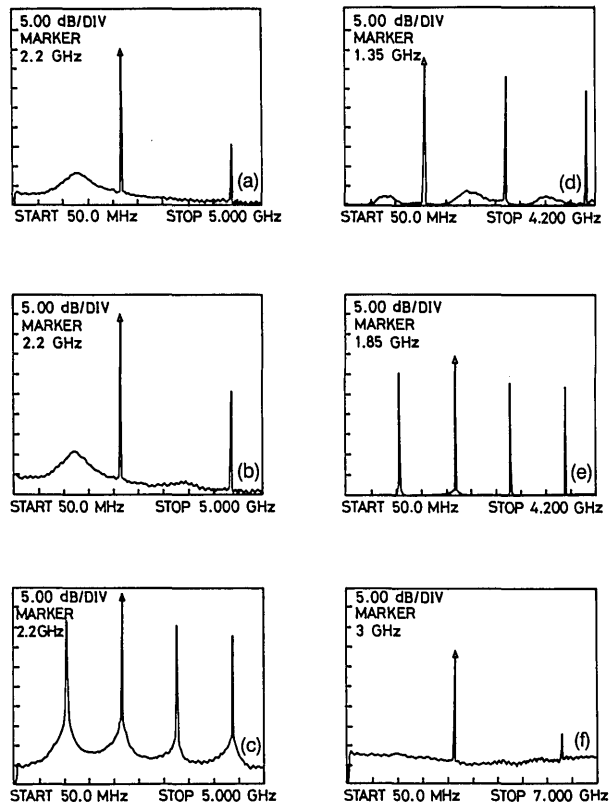 5.00 dB/DIV
MARKER
2.2 GHz
(a)
START 50.0 MHz STOP 5.000 GHz
5.00 dB/DIV
MARKER
1.35 GHz
(d)
START 50.0 MHz STOP 4.200 GHz
5.00 dB/DIV
MARKER
2.2 GHz
(b)
START 50.0 MHz STOP 5.000 GHz
5.00 dB/DIV
MARKER
1.85 GHz
(e)
START 50.0 MHz STOP 4.200 GHz
5.00 dB/DIV
MARKER
2.2GHz
(c)
START 50.0 MHz STOP 5.000 GHz
5.00 dB/DIV
MARKER
3 GHz
(f)
START 50.0 MHz STOP 7.000 GHz